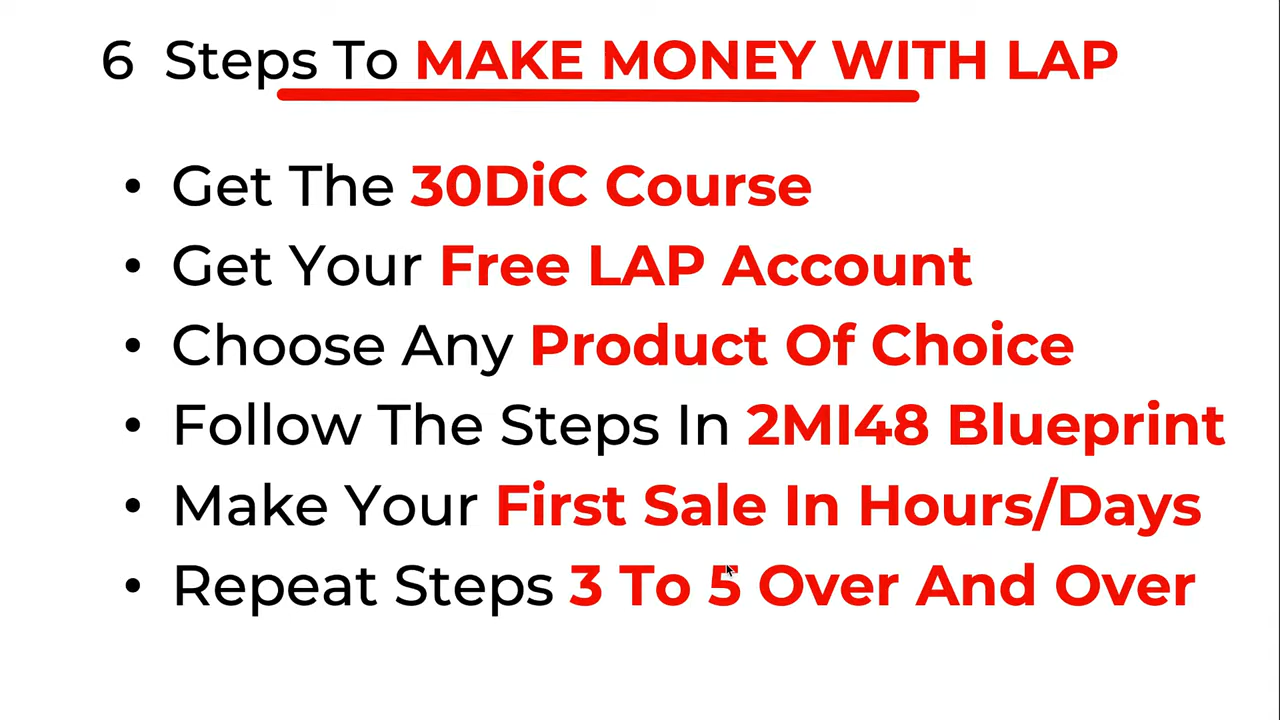 6 Steps To MAKE MONEY WITH LAP
• Get The 30DiC Course
• Get Your Free LAP Account
• Choose Any Product Of Choice
• Follow The Steps In 2MI48 Blueprint
• Make Your First Sale In Hours/Days
• Repeat Steps 3 To 5 Over And Over